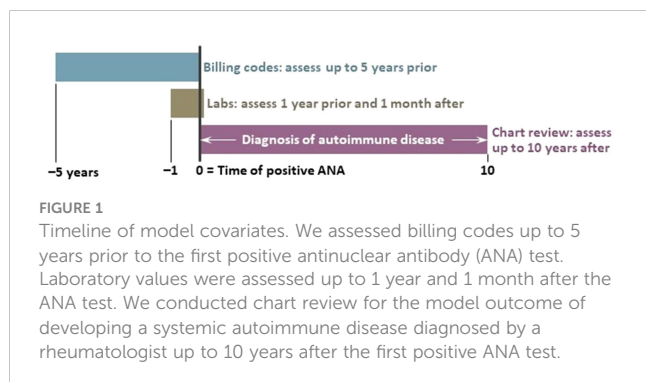 Billing codes: assess up to 5 years prior
Labs: assess 1 year prior and 1 month after
Diagnosis of autoimmune disease
Chart review: assess
up to 10 years after
−5 years
−1
0 = Time of positive ANA
10
FIGURE 1
Timeline of model covariates. We assessed billing codes up to 5
years prior to the first positive antinuclear antibody (ANA) test.
Laboratory values were assessed up to 1 year and 1 month after the
ANA test. We conducted chart review for the model outcome of
developing a systemic autoimmune disease diagnosed by a
rheumatologist up to 10 years after the first positive ANA test.